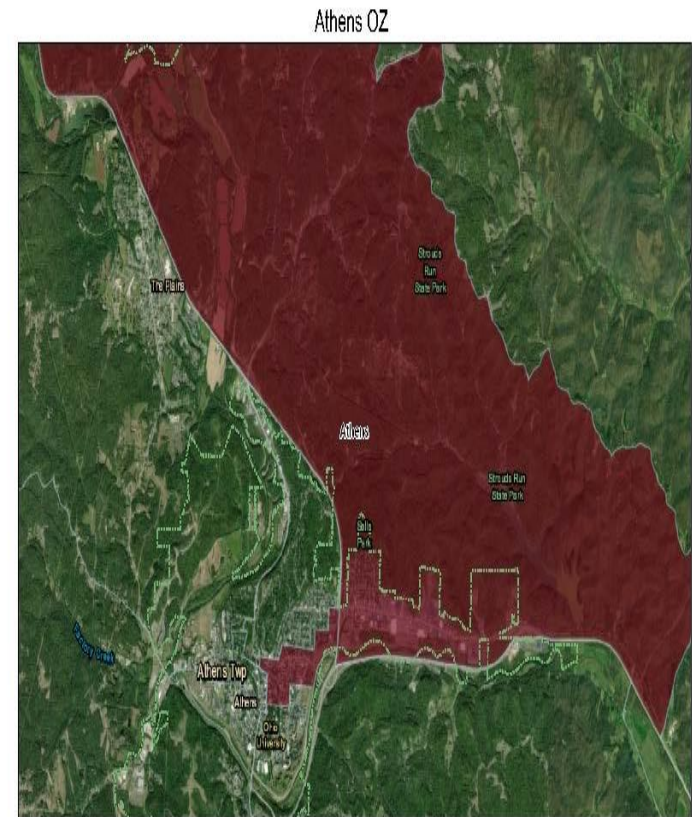 Athens OZ
Strouds
Run
State Park
The Plains
Athens
Strouds Run
State Park
Sells
Park
Creek
Athens Twp
Athens
Ohio
University